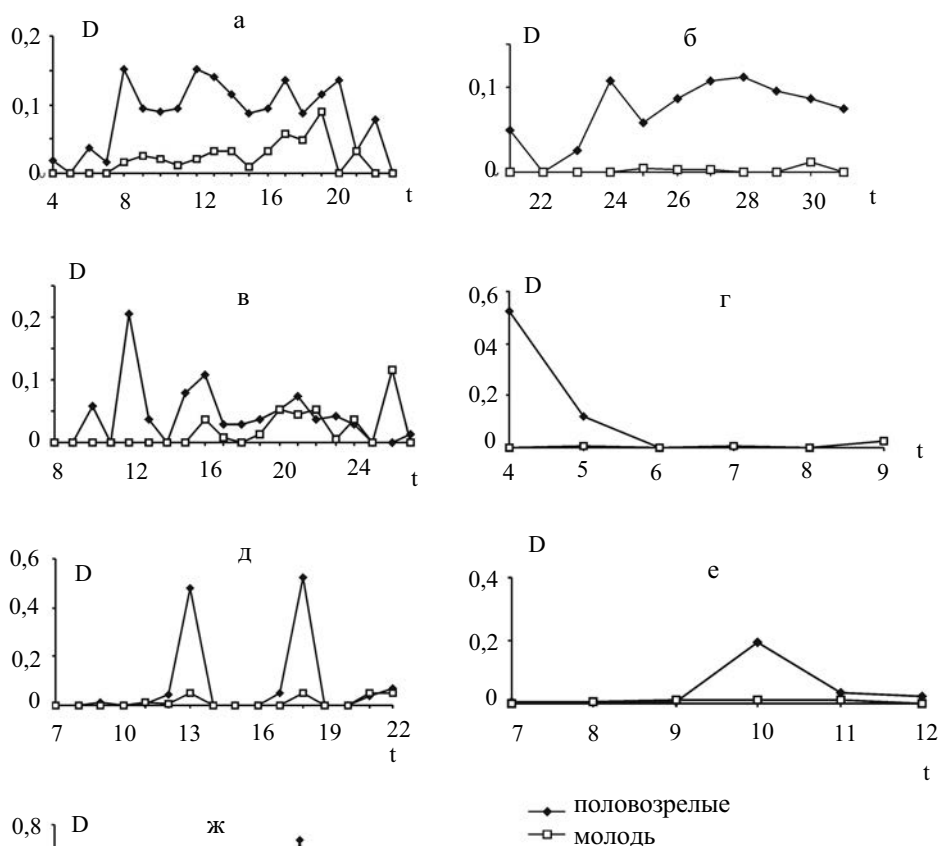 D а
0,2
0,1
0
4 8 12 16 20 t
D б
0,1
0
22 24 26 28 30 t
D
в
0,2
0,1
0
8 12 16 20 24
t
D г
0,6
04
0,2
0
4 5 6 7 8 9
t
0,6 д
D
0,4
0,2
0
7 10 13 16 19 22
t
D
е
0,4
0,2
0
7 8 9 10 11 12
t
0,8 D ж
половозрелые
молодь